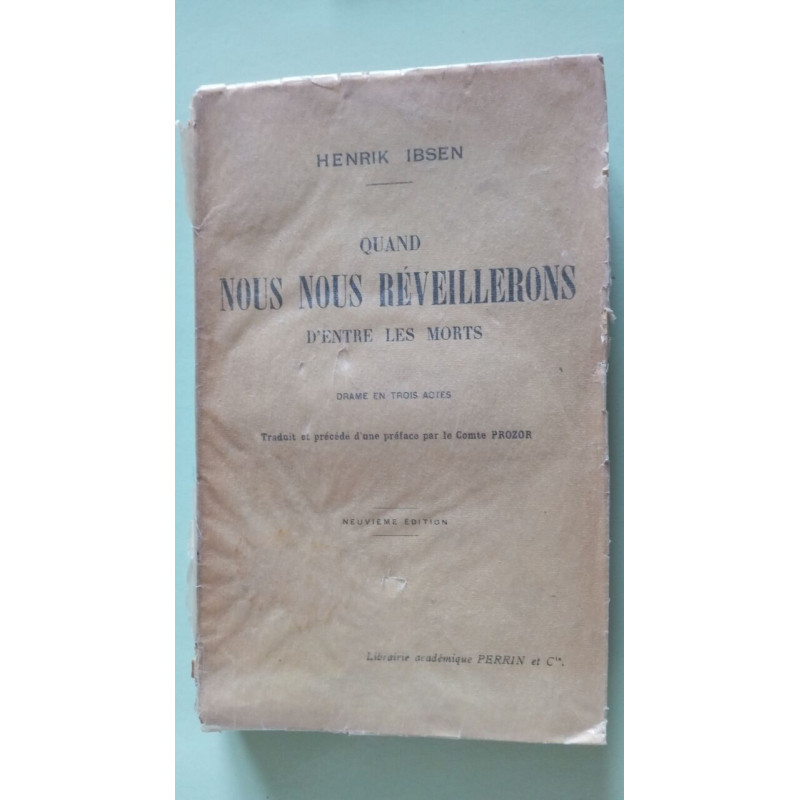 HENRIK IBSEN
QUAND
NOUS NOUS RÉVEILLERONS
D'ENTRE LES MORTS
DRAME EN TROIS ACTES
Traduit et précédé d'une préface par le Comte PROZOR
NEUVIÈME ÉDITION
Librairie académique PERRIN et Cie.